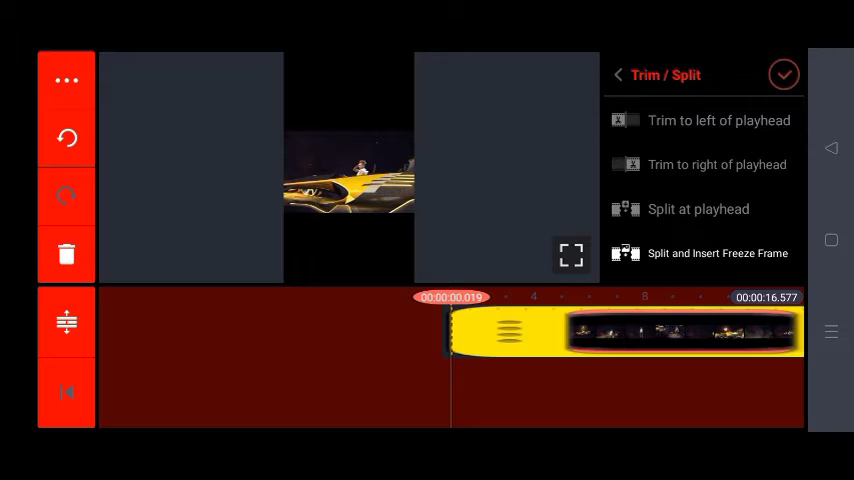 Trim / Split
Trim to left of playhead
Trim to right of playhead
Split at playhead
Split and Insert Freeze Frame
00:00:00.019
4
8
00:00:16.577